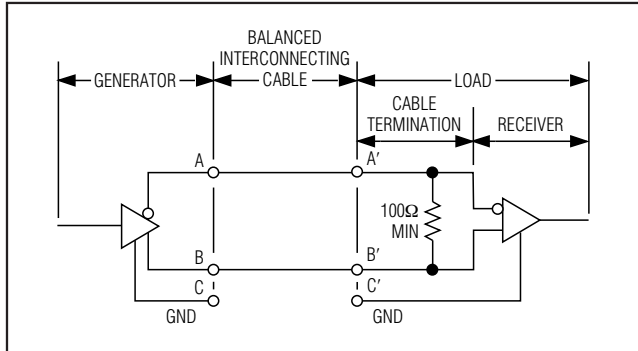 BALANCED
INTERCONNECTING
CABLE
GENERATOR
LOAD
CABLE
TERMINATION
RECEIVER
A
A′
100Ω
MIN
B
B′
C
C′
GND
GND